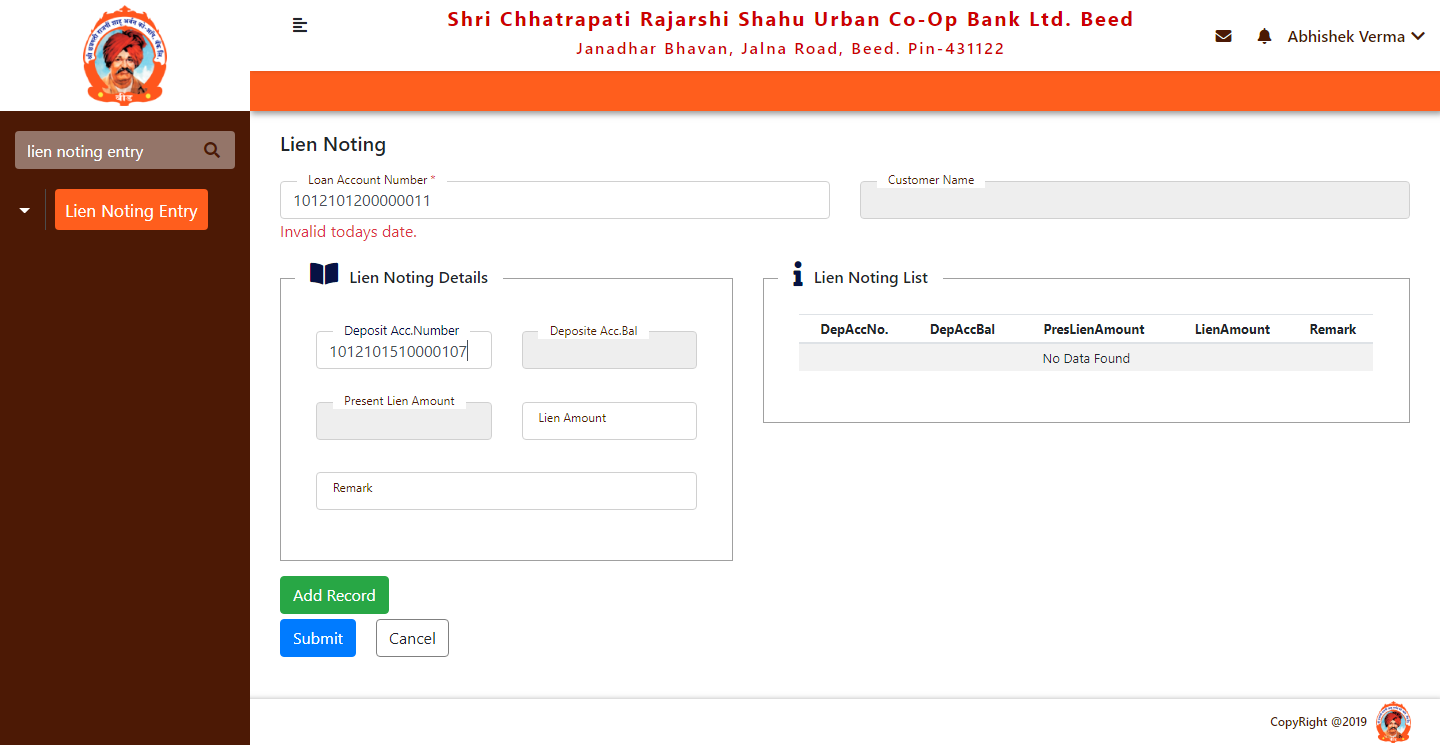 Shri Chhatrapati Rajarshi Shahu Urban Co-Op Bank Ltd. Beed
Janadhar Bhavan, Jalna Road, Beed. Pin-431122
Abhishek Verma
lien noting entry
Lien Noting Entry
Lien Noting
Loan Account Number *
1012101200000011
Customer Name
Invalid todays date.
Lien Noting Details
Deposit Acc.Number
1012101510000107
Deposite Acc.Bal
Present Lien Amount
Lien Amount
Remark
Lien Noting List
DepAccNo. DepAccBal PresLienAmount LienAmount Remark
No Data Found
Add Record
Submit Cancel
CopyRight @2019